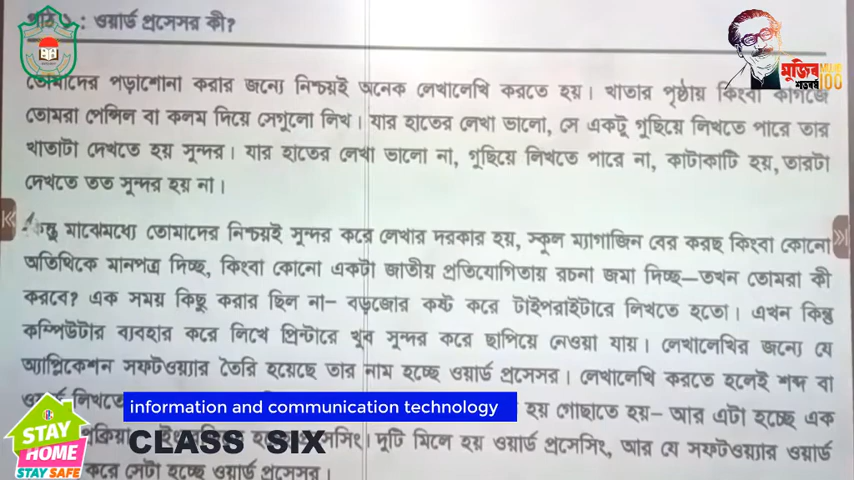 পাঠ ১ : ওয়ার্ড প্রসেসর কী?
তোমাদের পড়াশোনা করার জন্যে নিশ্চয়ই অনেক লেখালেখি করতে হয়। খাতার পৃষ্ঠায় কিংবা কাগজে
তোমরা পেন্সিল বা কলম দিয়ে সেগুলো লিখ। যার হাতের লেখা ভালো, সে একটু গুছিয়ে লিখতে পারে তার
খাতাটা দেখতে হয় সুন্দর। যার হাতের লেখা ভালো না, গুছিয়ে লিখতে পারে না, কাটাকাটি হয়, তারটা
দেখতে তত সুন্দর হয় না।
কিন্তু মাঝেমধ্যে তোমাদের নিশ্চয়ই সুন্দর করে লেখার দরকার হয়, স্কুল ম্যাগাজিন বের করছ কিংবা কোনো
অতিথিকে মানপত্র দিচ্ছ, কিংবা কোনো একটা জাতীয় প্রতিযোগিতায় রচনা জমা দিচ্ছ—তখন তোমরা কী
করবে? এক সময় কিছু করার ছিল না– বড়জোর কষ্ট করে টাইপরাইটারে লিখতে হতো। এখন কিন্তু
কম্পিউটার ব্যবহার করে লিখে প্রিন্টারে খুব সুন্দর করে ছাপিয়ে নেওয়া যায়। লেখালেখির জন্যে যে
অ্যাপ্লিকেশন সফটওয়্যার তৈরি হয়েছে তার নাম হচ্ছে ওয়ার্ড প্রসেসর। লেখালেখি করতে হলেই শব্দ বা
লিখতে হয় গোছাতে হয়– আর এটা হচ্ছে এক
দুটি মিলে হয় ওয়ার্ড প্রসেসিং, আর যে সফটওয়্যার ওয়ার্ড
করে সেটা হচ্ছে ওয়ার্ড প্রসেসর।
information and communication technology
CLASS SIX
STAY
HOME
STAY SAFE
মুজিব
শতবর্ষ
100